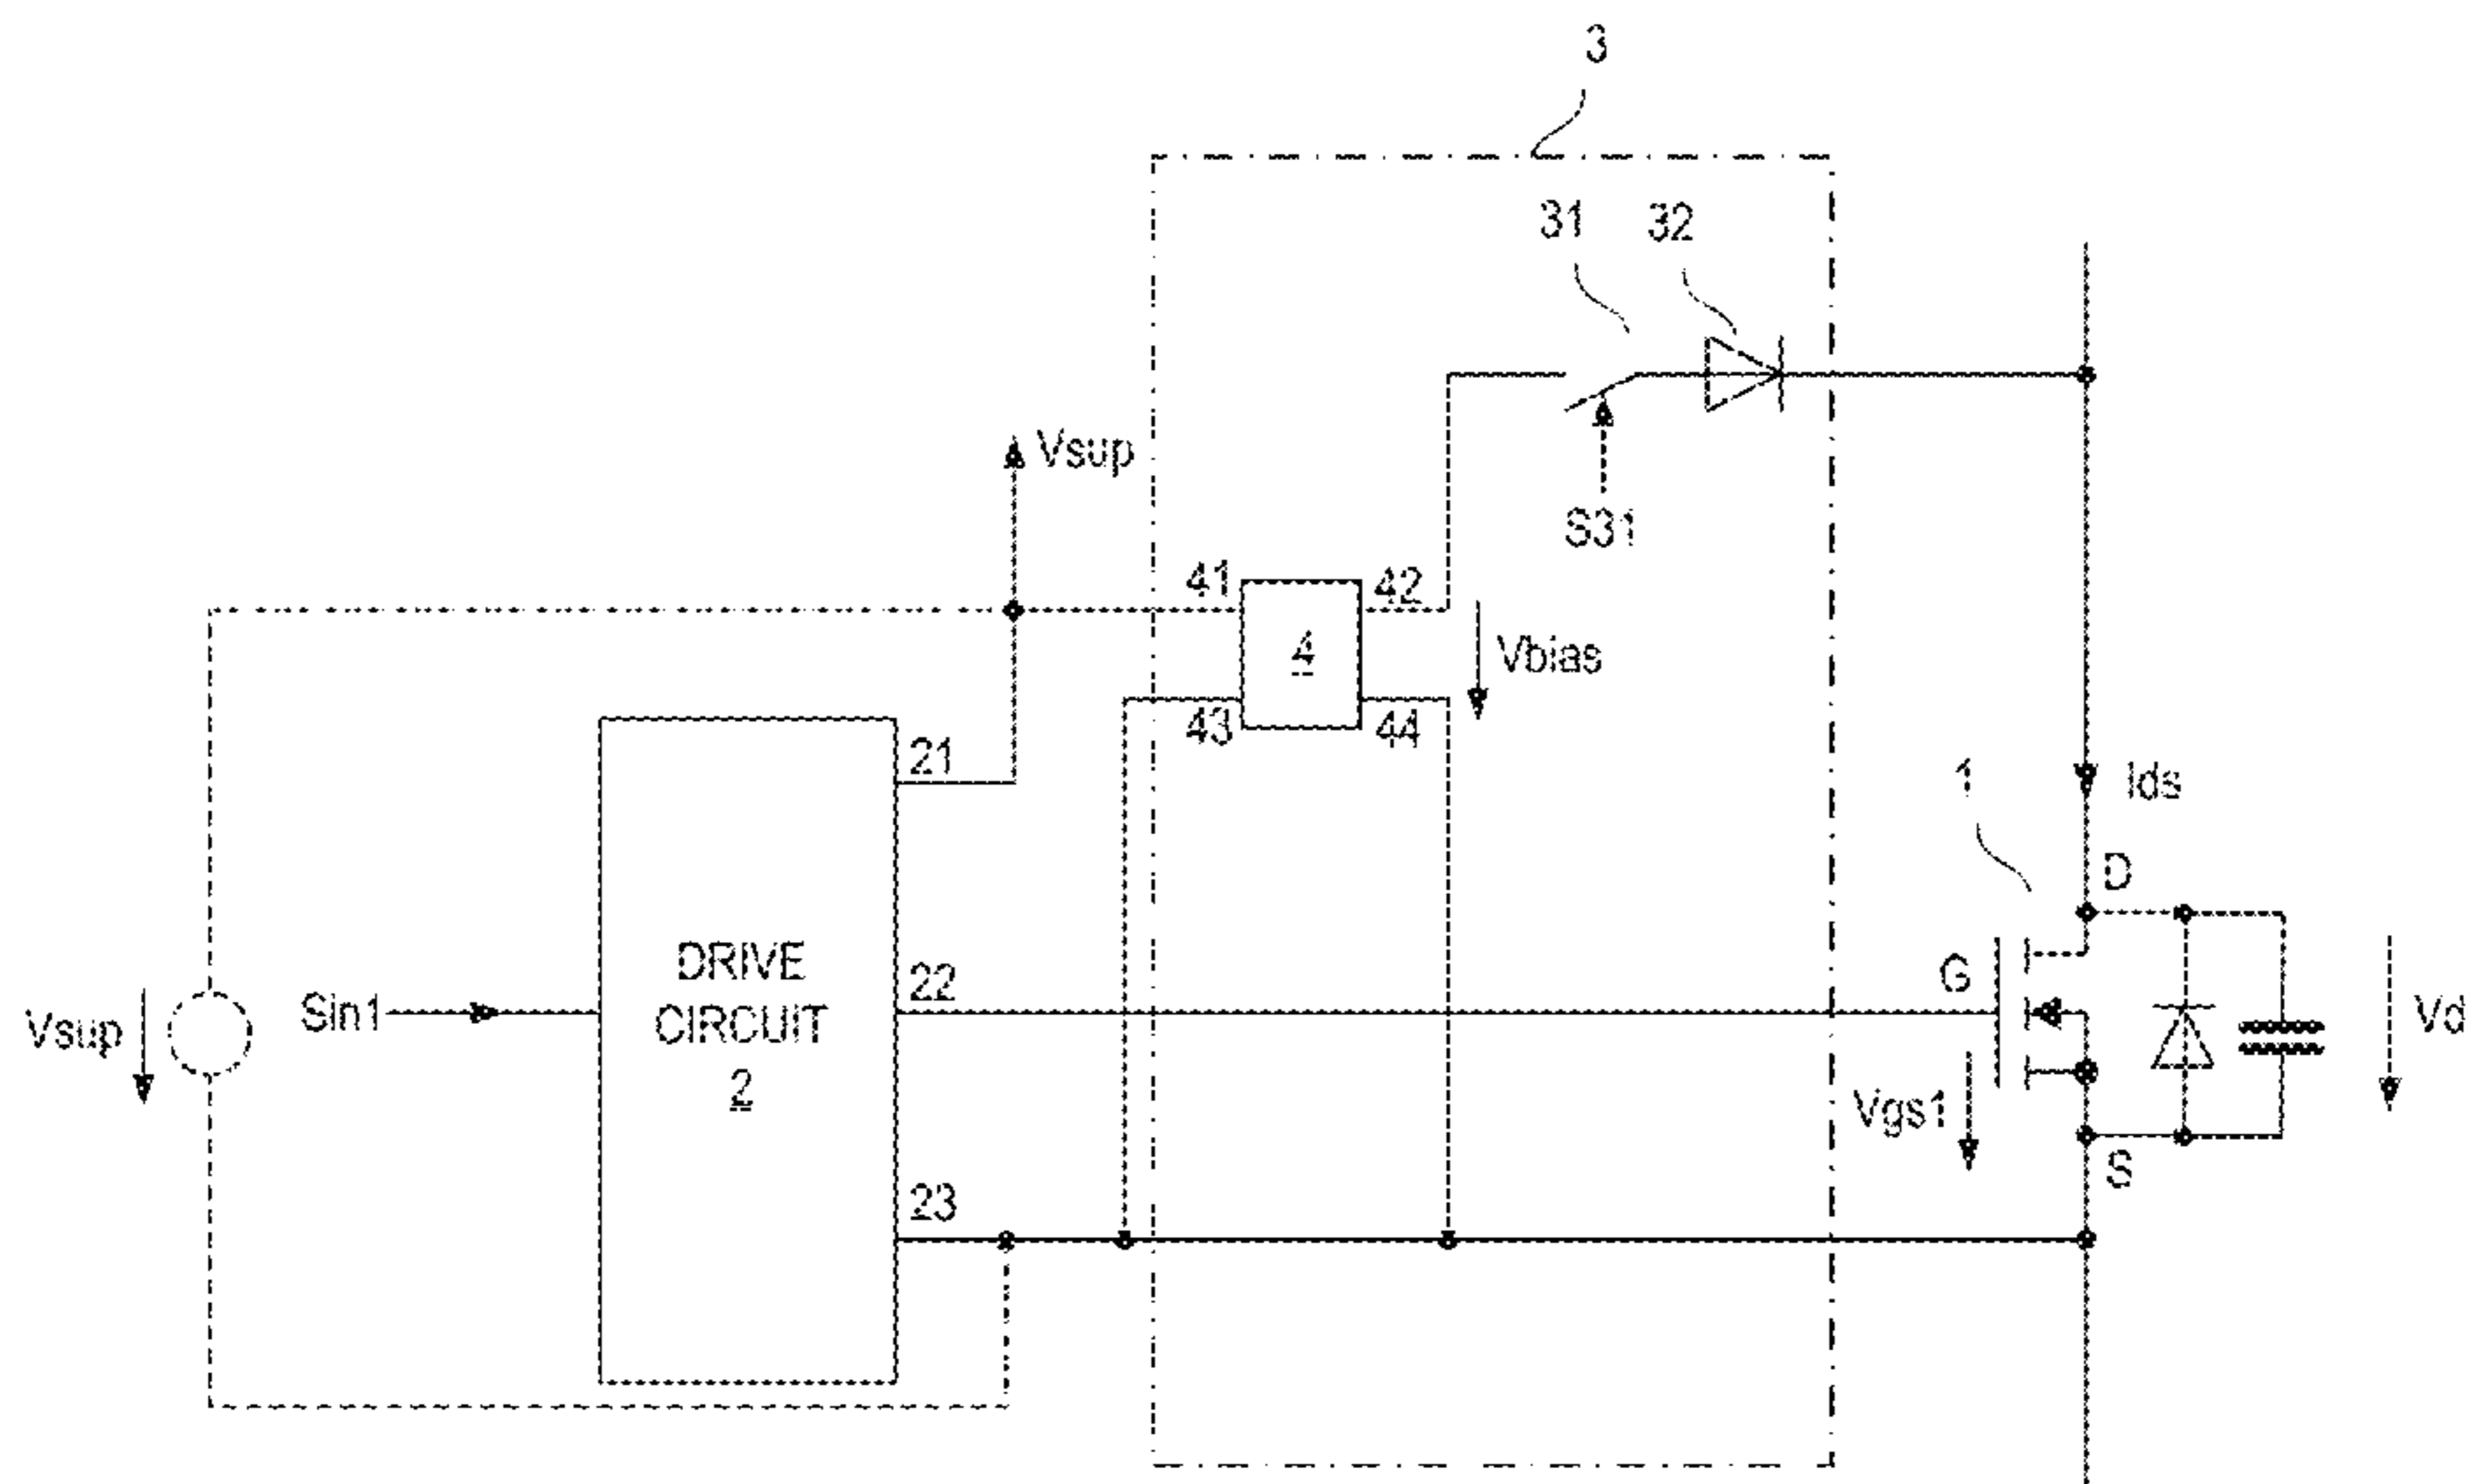 3
31
32
Vsup
S31
41
42
4
Vbias
43
44
21
1
Ids
D
DRIVE
CIRCUIT
2
22
G
Vsup
Sin1
Vd
Vgs1
S
23